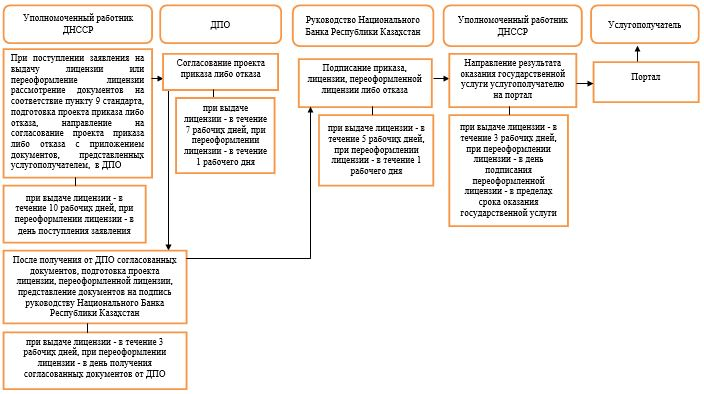 Уполномоченный работник
ДНССР
ДПО
Руководство Национального
Банка Республики Казахстан
Уполномоченный работник
ДНССР
Услугополучатель
При поступлении заявления на
выдачу лицензии или
переоформление лицензии
рассмотрение документов на
соответствие пункту 9 стандарта,
подготовка проекта приказа либо
отказа, направление на
согласование проекта приказа
либо отказа с приложением
документов, представленных
услугополучателем, в ДПО
Согласование проекта
приказа либо отказа
Подписание приказа,
лицензии, переоформленной
лицензии либо отказа
Направление результата
оказания государственной
услуги услугополучателю
на портал
Портал
при выдаче
лицензии - в течение
7 рабочих дней, при
переоформлении
лицензии - в течение
1 рабочего дня
при выдаче лицензии - в
течение 5 рабочих дней,
при переоформлении
лицензии - в течение 1
рабочего дня
при выдаче лицензии - в
течение 3 рабочих дней,
при переоформлении
лицензии - в день
подписания
переоформленной
лицензии - в пределах
срока оказания
государственной услуги
при выдаче лицензии - в
течение 10 рабочих дней, при
переоформлении лицензии - в
день поступления заявления
После получения от ДПО согласованных
документов, подготовка проекта
лицензии, переоформленной лицензии,
представление документов на подпись
руководству Национального Банка
Республики Казахстан
при выдаче лицензии - в течение 3
рабочих дней, при переоформлении
лицензии - в день получения
согласованных документов от ДПО